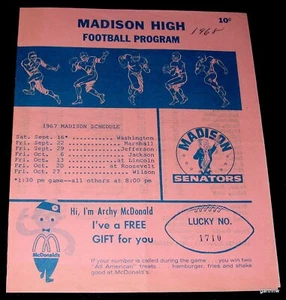 MADISON HIGH
FOOTBALL PROGRAM
10¢
1968
1967 MADISON SCHEDULE
Sat. Sept. 16* Washington
Fri. Sept. 22 Marshall
Fri. Sept. 29 Jefferson
Fri. Oct. 7 Jackson
Fri. Oct. 13 at Lincoln
Fri. Oct. 20 at Roosevelt
Fri. Oct. 27 Wilson
*1:30 pm game--all others at 8:00 pm
MADISON
SENATORS
Hi, I'm Archy McDonald
I've a FREE
GIFT for you
McDonald's
LUCKY NO.
1710
If your number is called during the game . . . you win two
"All American" treats . . . hamburger, fries and shake
good at McDonald's.